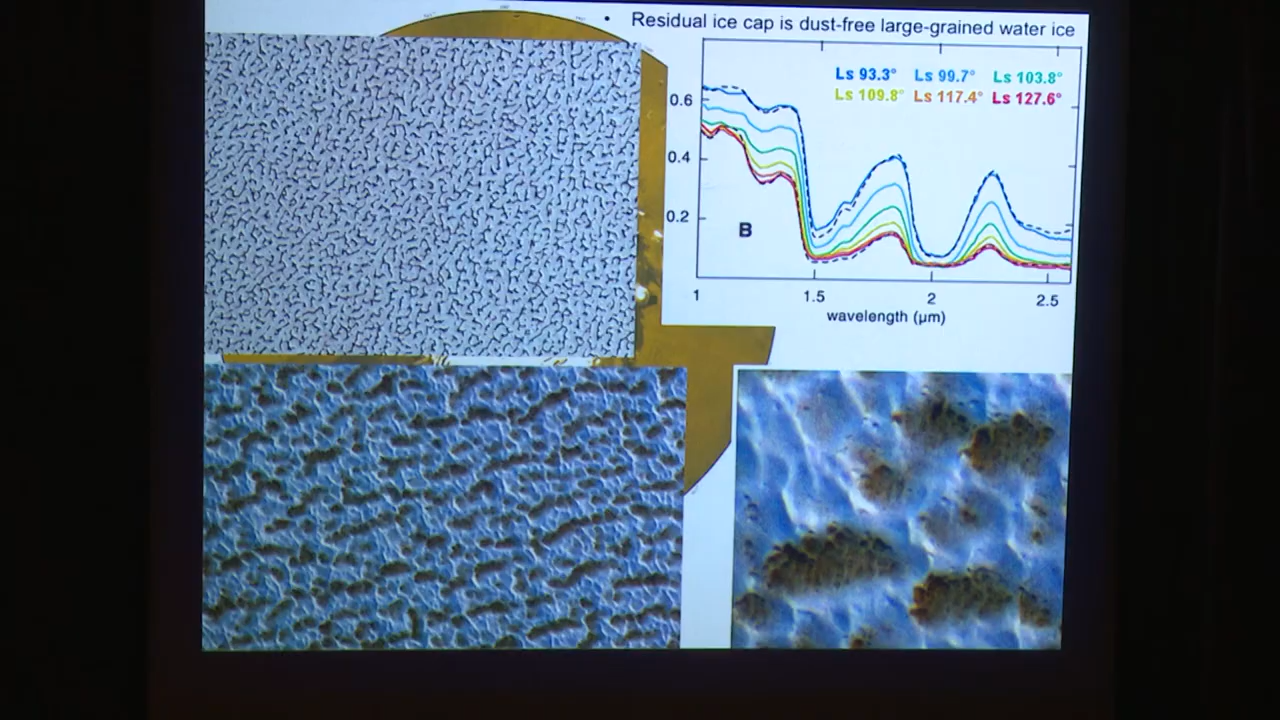 • Residual ice cap is dust-free large-grained water ice
Ls 93.3° Ls 99.7° Ls 103.8°
Ls 109.8° Ls 117.4° Ls 127.6°
0.6
0.4
0.2
B
1 1.5 2 2.5
wavelength (µm)